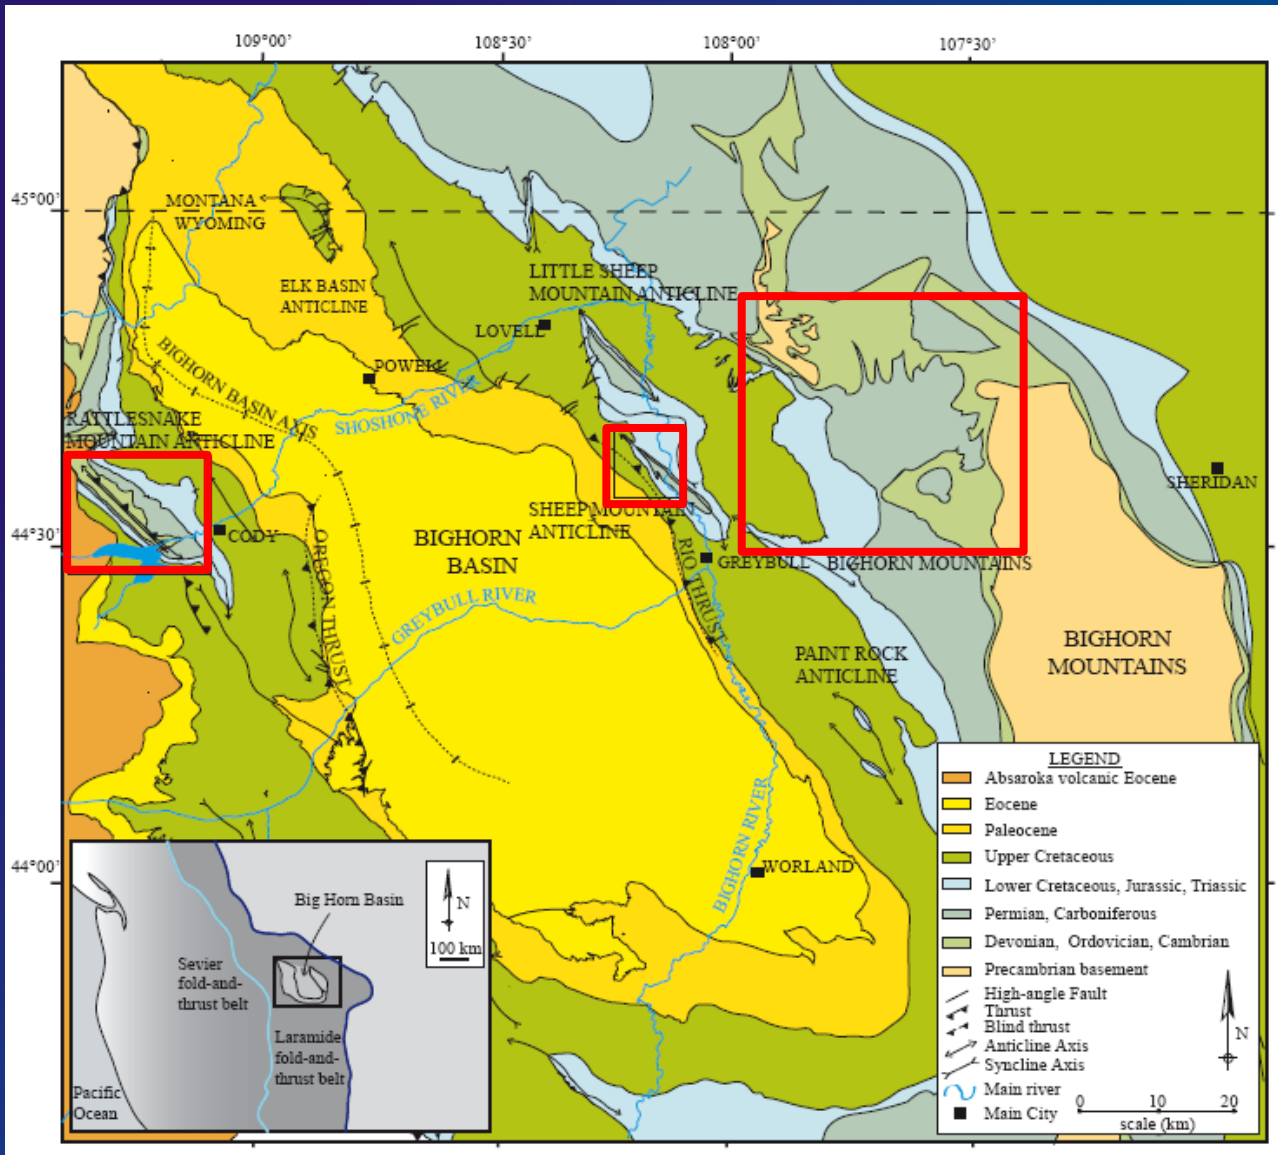 109°00'
108°30'
108°00'
107°30'
45°00'
MONTANA
WYOMING
ELK BASIN
ANTICLINE
LITTLE SHEEP
MOUNTAIN ANTICLINE
LOVELL
POWELL
BIGHORN BASIN AXIS
SHOSHONE RIVER
RATTLESNAKE
MOUNTAIN ANTICLINE
SHERIDAN
44°30'
CODY
SHEEP MOUNTAIN
ANTICLINE
BIGHORN
BASIN
OREGON THRUST
RIO THRUST
GREYBULL
BIGHORN MOUNTAINS
GREYBULL RIVER
BIGHORN
MOUNTAINS
PAINT ROCK
ANTICLINE
BIGHORN RIVER
WORLAND
44°00'
LEGEND
Absaroka volcanic Eocene
Eocene
Paleocene
Upper Cretaceous
Lower Cretaceous, Jurassic, Triassic
Permian, Carboniferous
Devonian, Ordovician, Cambrian
Precambrian basement
High-angle Fault
Thrust
Blind thrust
Anticline Axis
Syncline Axis
Main river
Main City
N
0 10 20
scale (km)
Big Horn Basin
N
100 km
Sevier
fold-and-
thrust belt
Laramide
fold-and-
thrust belt
Pacific
Ocean